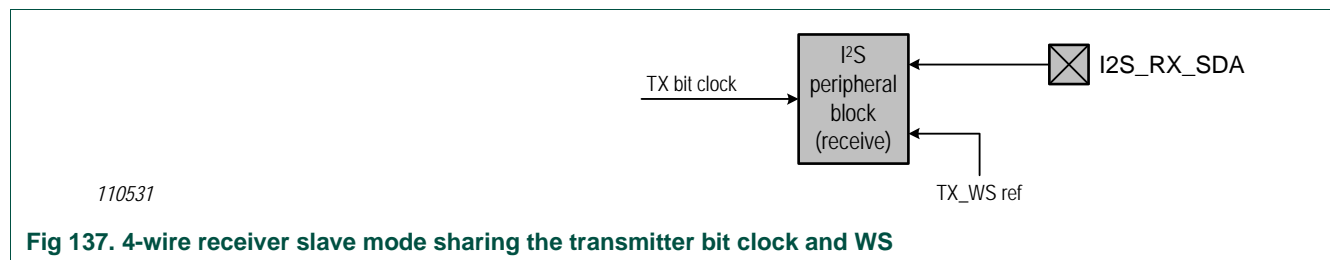 I²S
peripheral
block
(receive)
I2S_RX_SDA
TX bit clock
TX_WS ref
110531
Fig 137. 4-wire receiver slave mode sharing the transmitter bit clock and WS